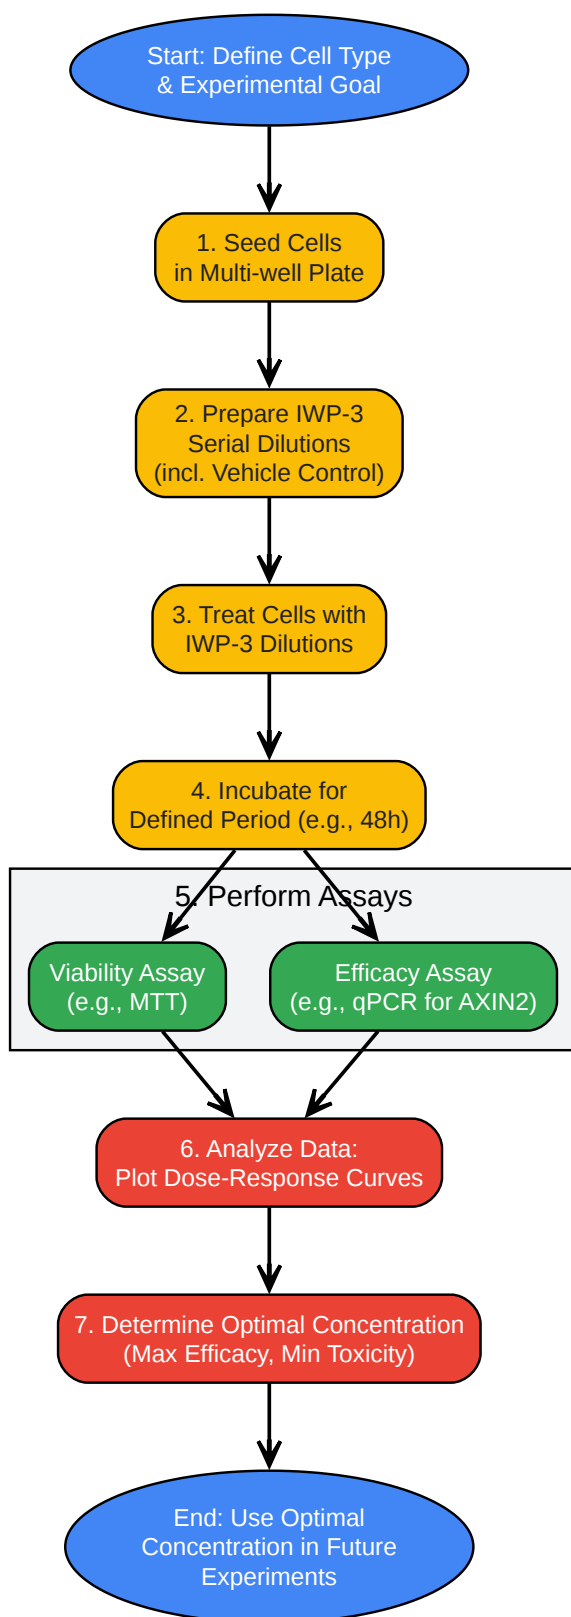 Start: Define Cell Type
& Experimental Goal
1. Seed Cells
in Multi-well Plate
2. Prepare IWP-3
Serial Dilutions
(incl. Vehicle Control)
3. Treat Cells with
IWP-3 Dilutions
4. Incubate for
Defined Period (e.g., 48h)
5. Perform Assays
Viability Assay
(e.g., MTT)
Efficacy Assay
(e.g., qPCR for AXIN2)
6. Analyze Data:
Plot Dose-Response Curves
7. Determine Optimal Concentration
(Max Efficacy, Min Toxicity)
End: Use Optimal
Concentration in Future
Experiments